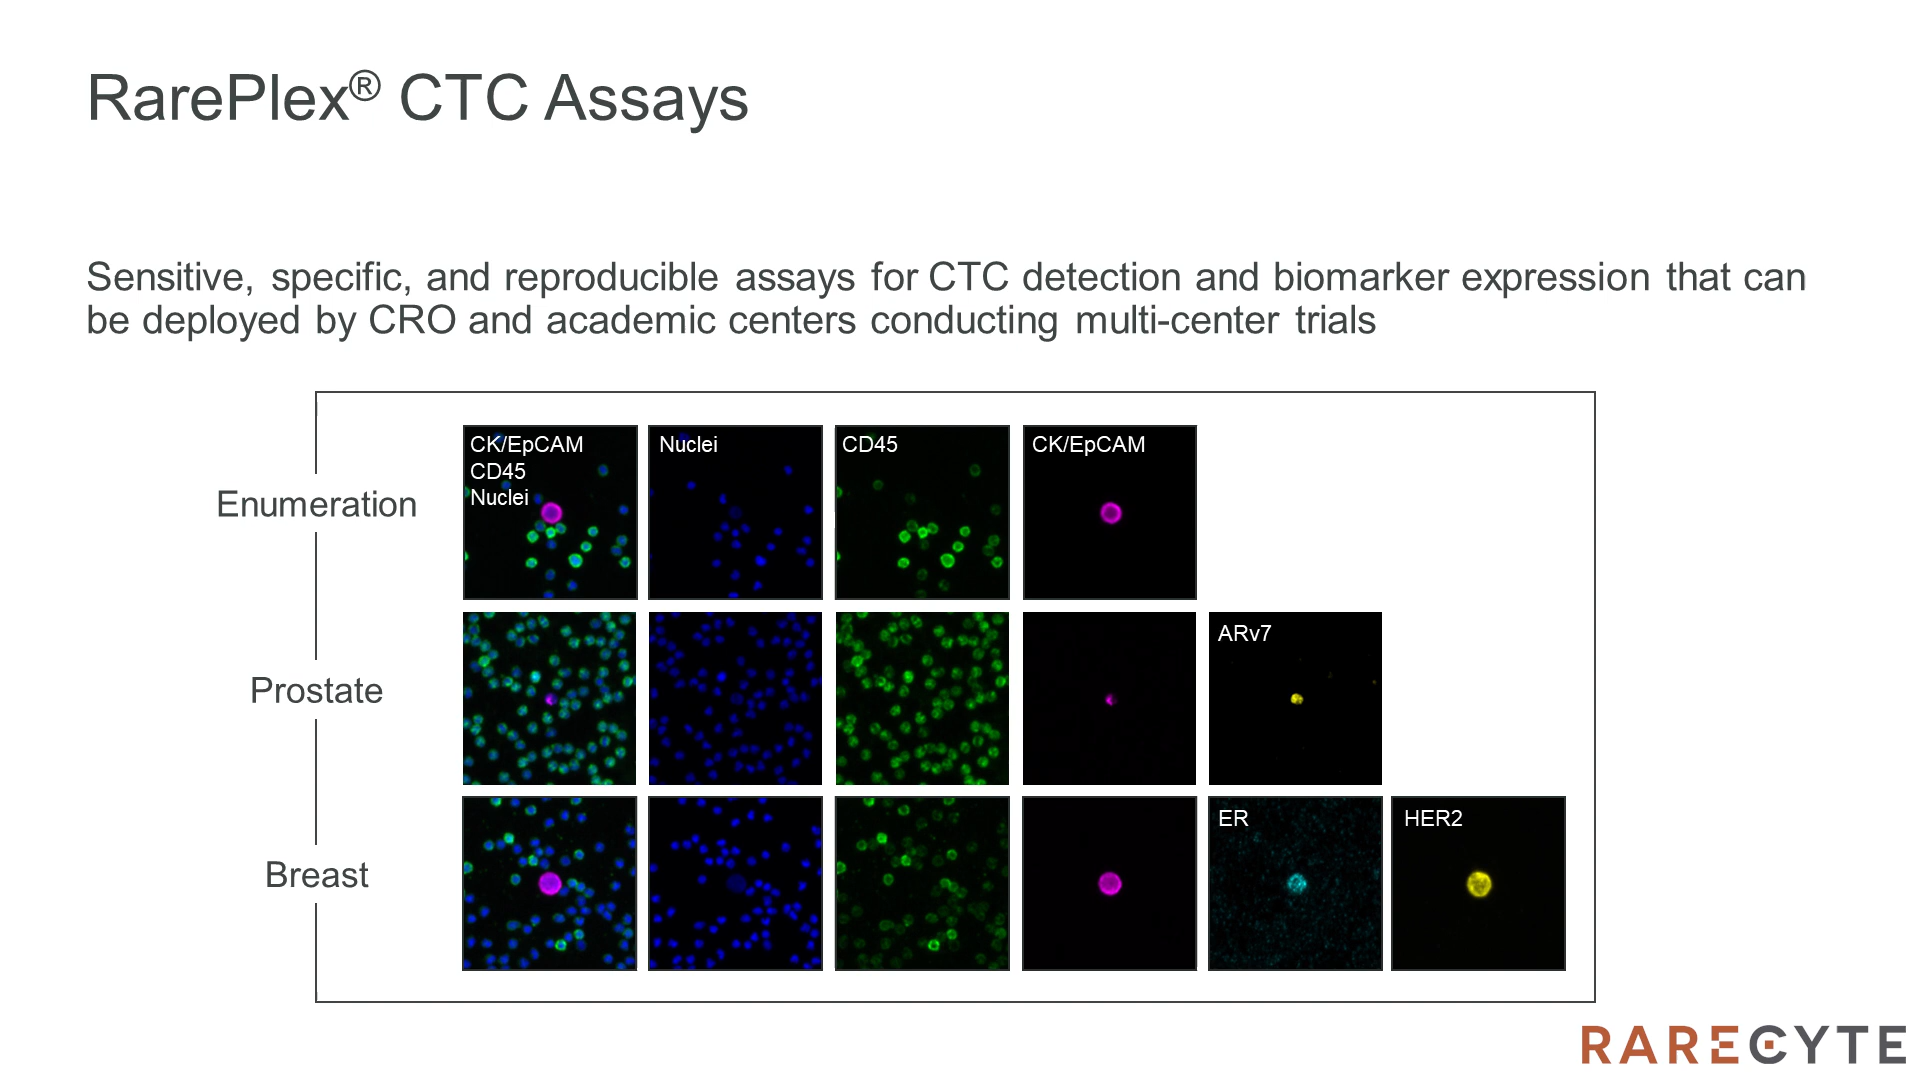 RarePlex® CTC Assays
Sensitive, specific, and reproducible assays for CTC detection and biomarker expression that can
be deployed by CRO and academic centers conducting multi-center trials
Enumeration
CK/EpCAM
CD45
Nuclei
Nuclei
CD45
CK/EpCAM
Prostate
ARv7
Breast
ER
HER2
RARECYTE